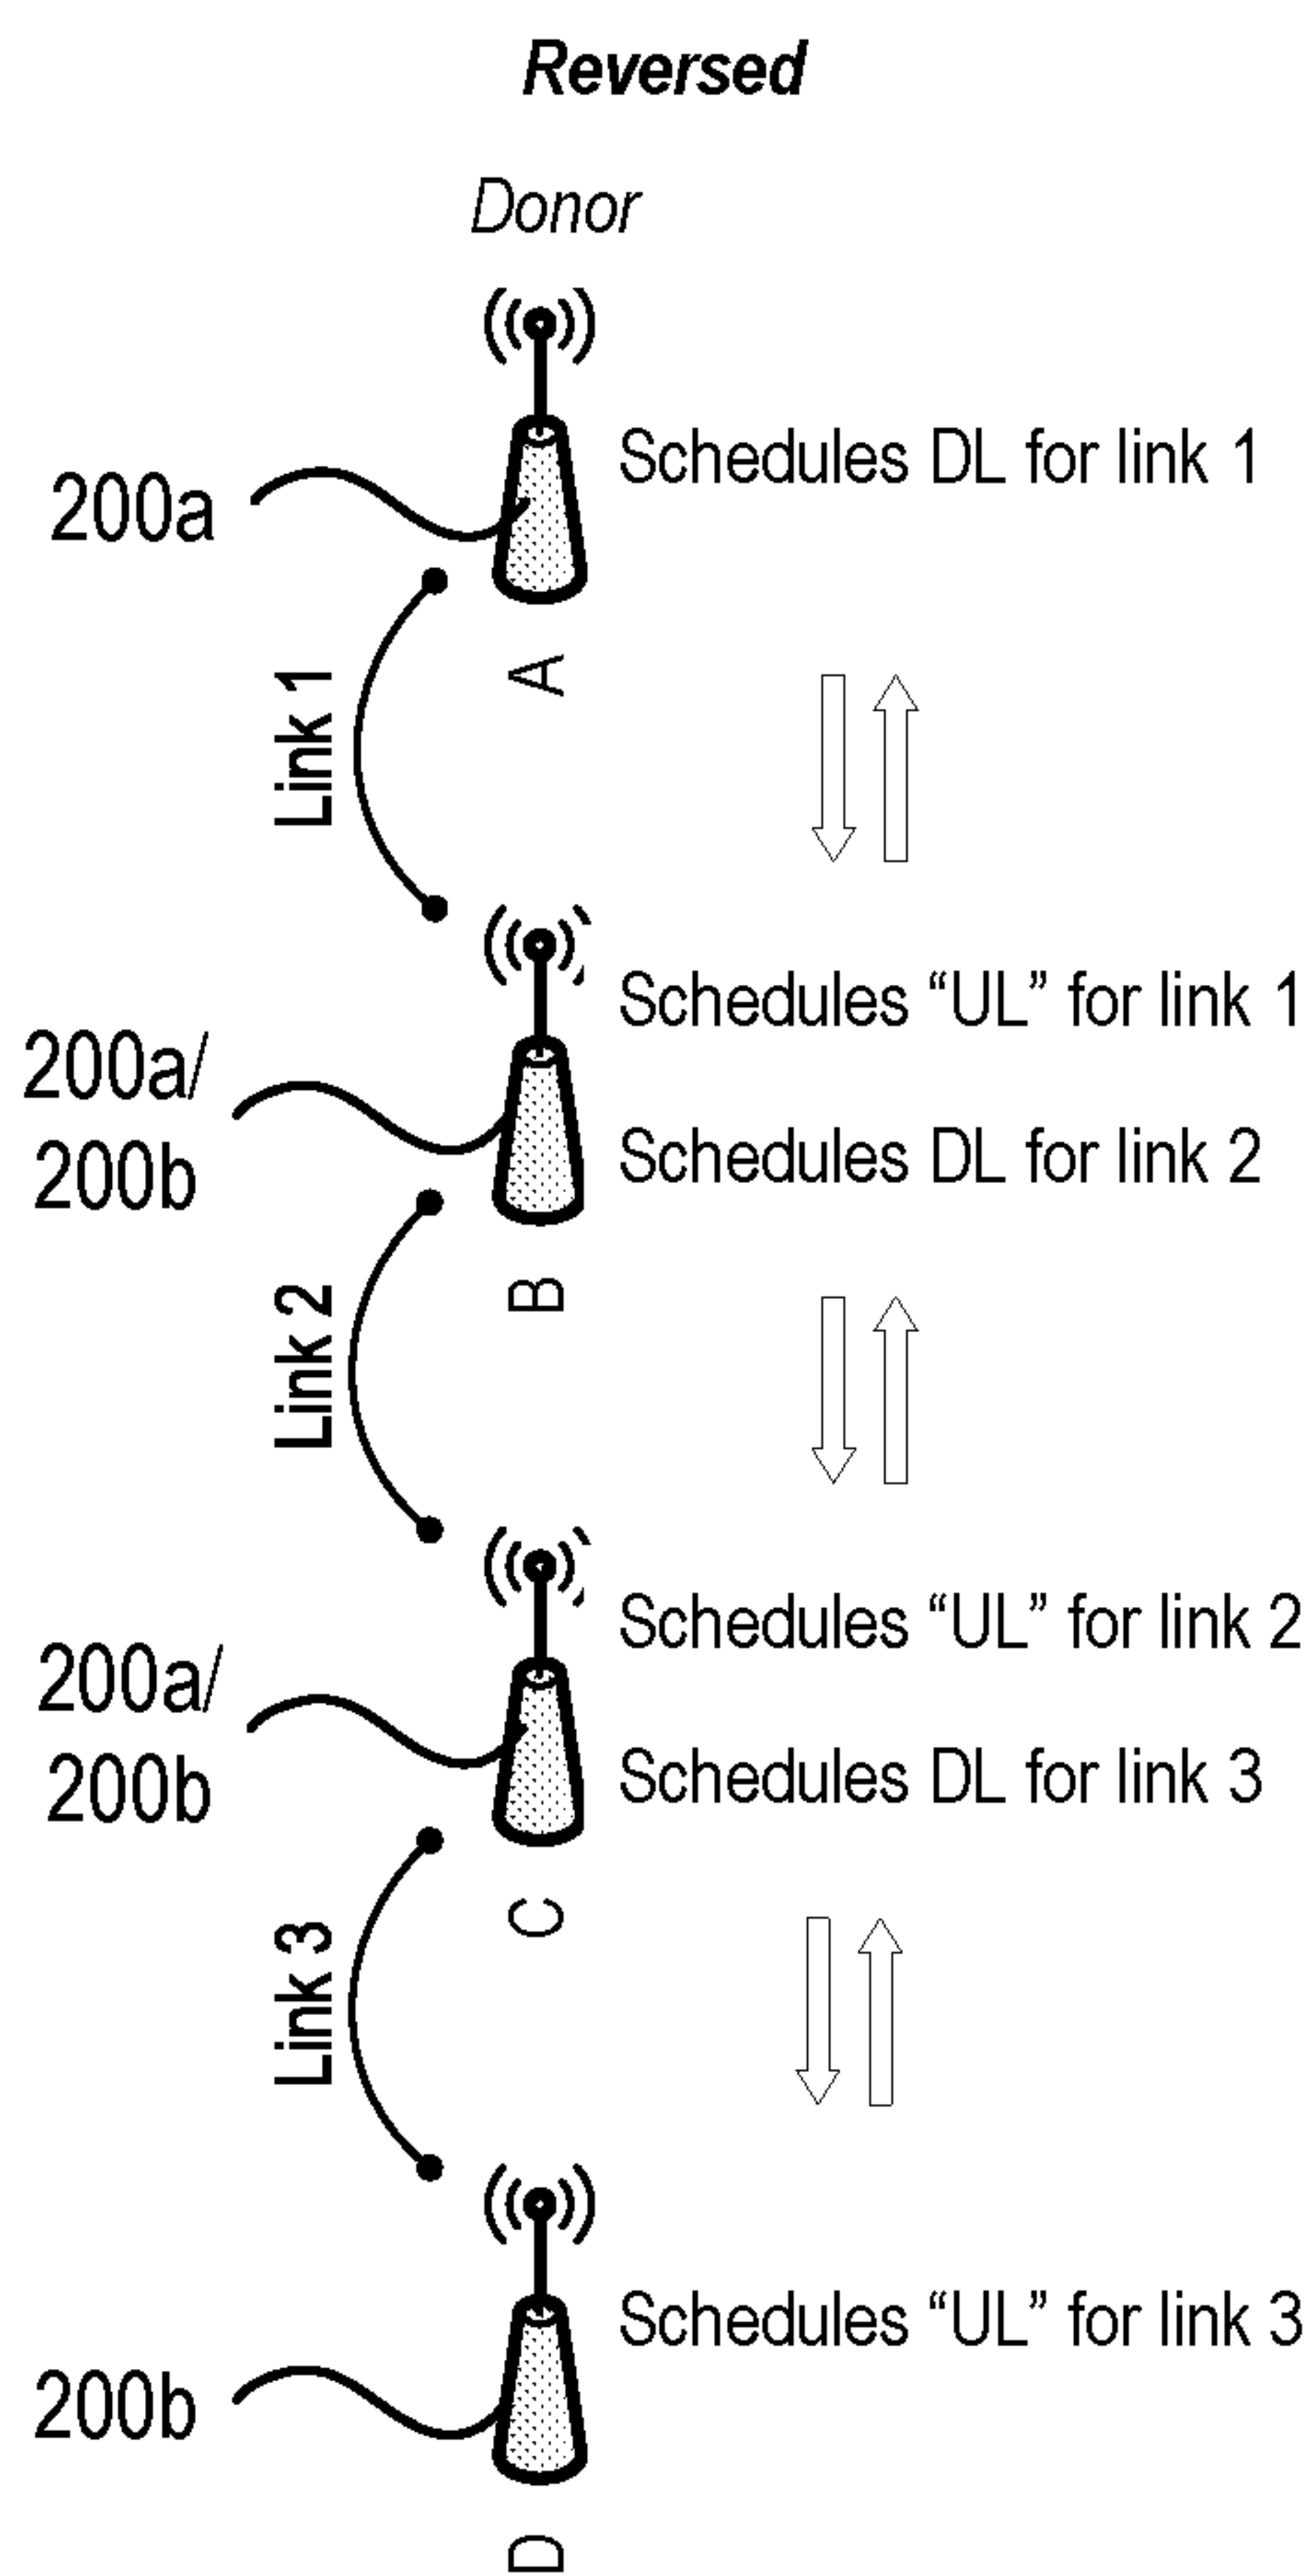 Reversed
Donor
Schedules DL for link 1
200a
A
Link 1
Schedules “UL” for link 1
200a/
200b
Schedules DL for link 2
B
Link 2
Schedules “UL” for link 2
200a/
200b
Schedules DL for link 3
C
Link 3
Schedules “UL” for link 3
200b
D